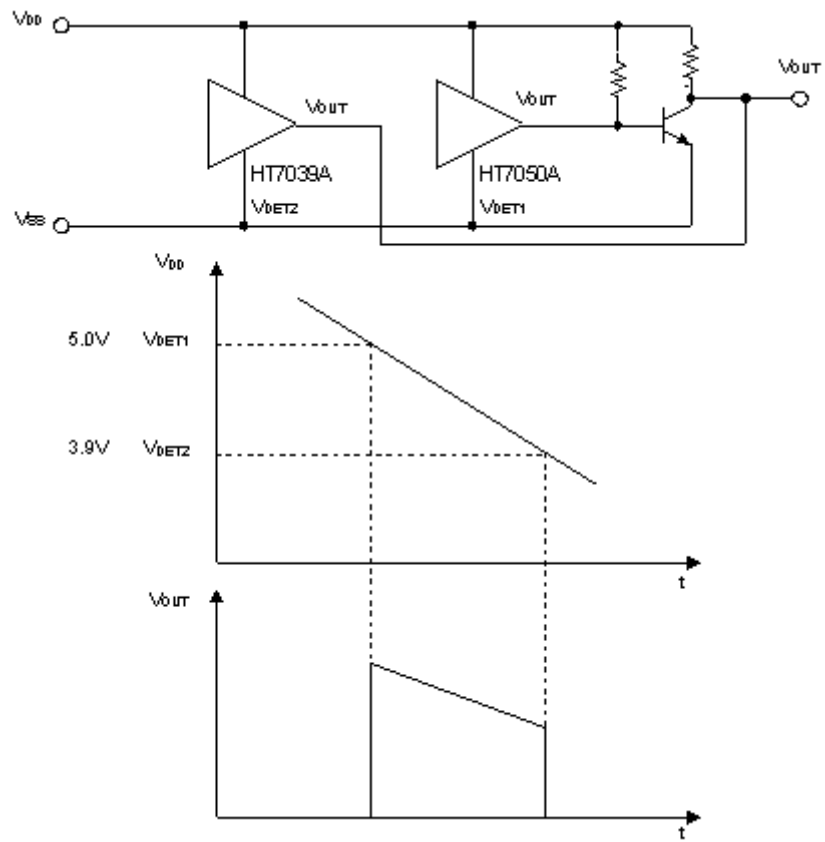 VDD
VOUT
VOUT
VOUT
HT7039A
HT7050A
VSS
VDET2
VDET1
VDD
5.0V VDET1
3.9V VDET2
t
VOUT
t